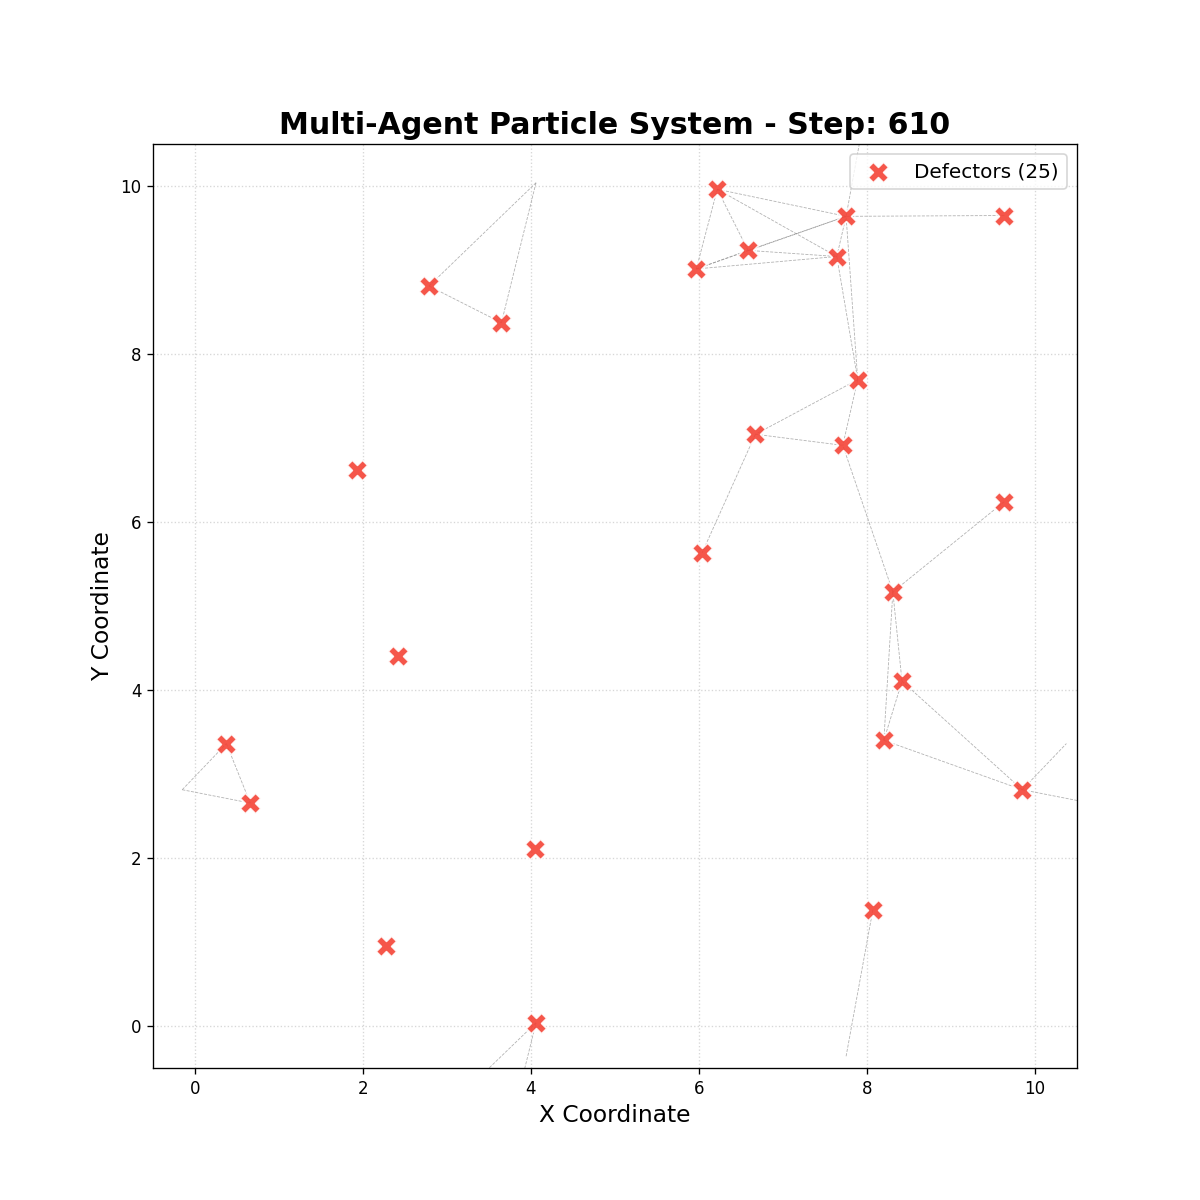 Multi-Agent Particle System - Step: 610
Defectors (25)
10
8
6
4
2
0
Y Coordinate
0 2 4 6 8 10
X Coordinate